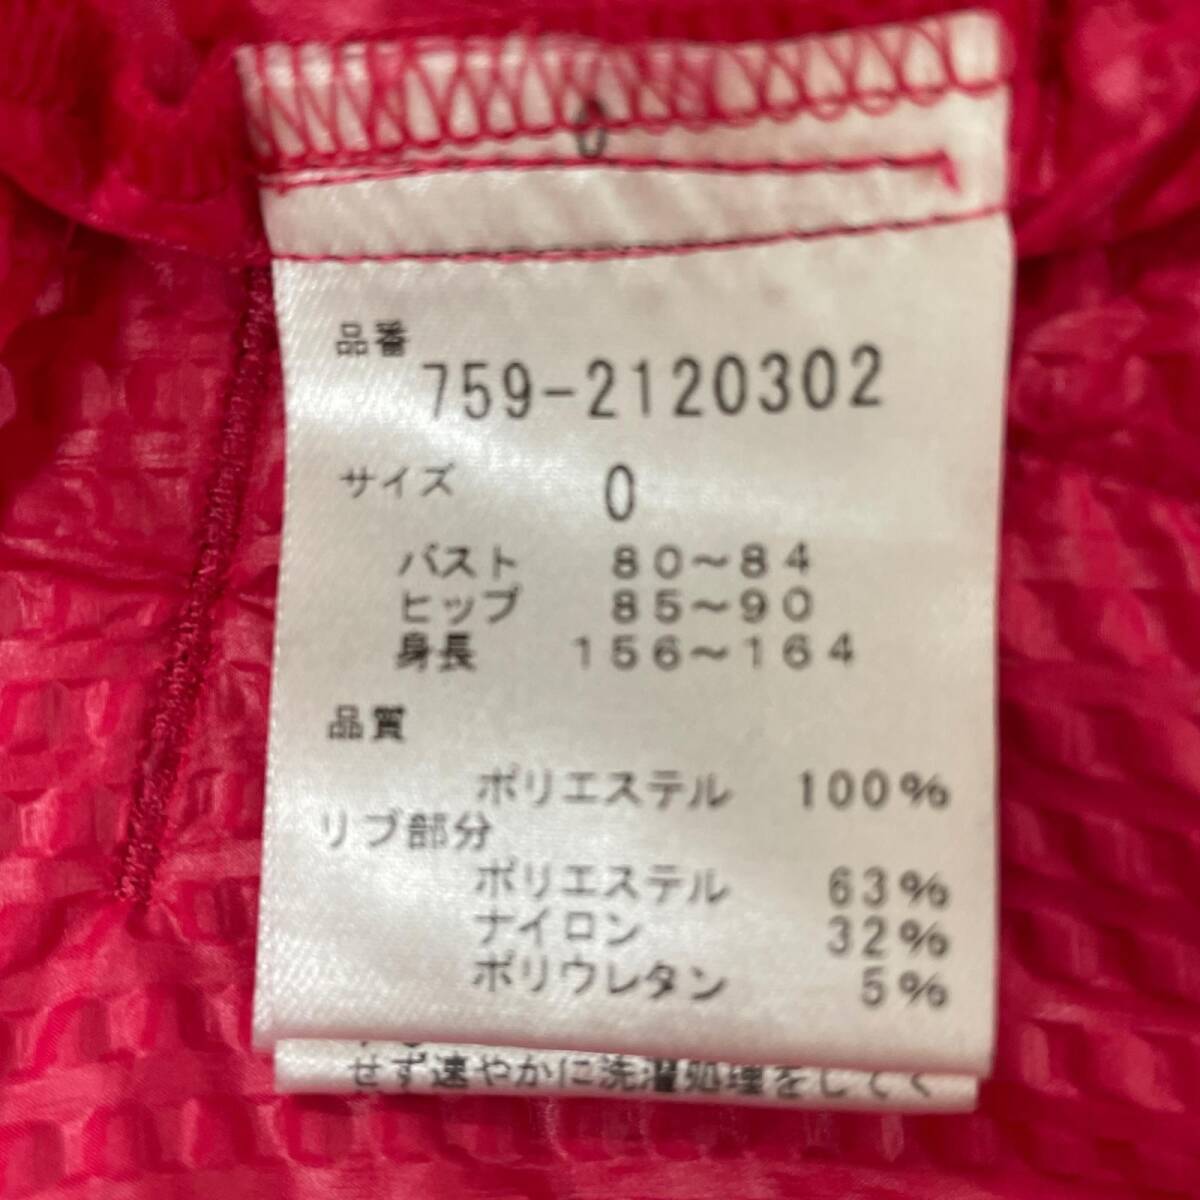 0
品番
759-2120302
サイズ 0
バスト 80～84
ヒップ 85～90
身長 156～164
品質
ポリエステル 100%
リブ部分
ポリエステル 63%
ナイロン 32%
ポリウレタン 5%
せず速やかに洗濯処理をしてく